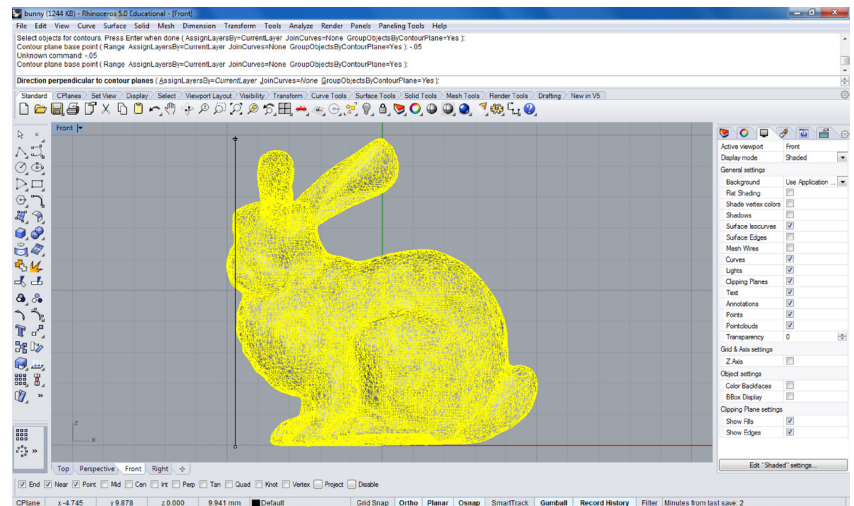 bunny (1244 KB) - Rhinoceros 5.0 Educational - [Front]
File Edit View Curve Surface Solid Mesh Dimension Transform Tools Analyze Render Panels Paneling Tools Help
Select objects for contours. Press Enter when done ( AssignLayersBy=CurrentLayer JoinCurves=None GroupObjectsByContourPlane=Yes ):
Contour plane base point ( Range AssignLayersBy=CurrentLayer JoinCurves=None GroupObjectsByContourPlane=Yes ): -.05
Unknown command: -.05
Contour plane base point ( Range AssignLayersBy=CurrentLayer JoinCurves=None GroupObjectsByContourPlane=Yes ):
Direction perpendicular to contour planes ( AssignLayersBy=CurrentLayer JoinCurves=None GroupObjectsByContourPlane=Yes ):
Standard CPlanes Set View Display Select Viewport Layout Visibility Transform Curve Tools Surface Tools Solid Tools Mesh Tools Render Tools Drafting New in V5
Front
Active viewport Front
Display mode Shaded
General settings
Background Use Application ...
Flat Shading
Shade vertex colors
Shadows
Surface Isocurves
Surface Edges
Mesh Wires
Curves
Lights
Clipping Planes
Text
Annotations
Points
Pointclouds
Transparency 0
Grid & Axis settings
Z Axis
Object settings
Color Backfaces
BBox Display
Clipping Plane settings
Show Fills
Show Edges
Edit "Shaded" settings...
z
x
Top Perspective Front Right
End Near Point Mid Cen Int Perp Tan Quad Knot Vertex Project Disable
CPlane x -4.745 y 9.878 z 0.000 9.941 mm Default Grid Snap Ortho Planar Osnap SmartTrack Gumball Record History Filter Minutes from last save: 2